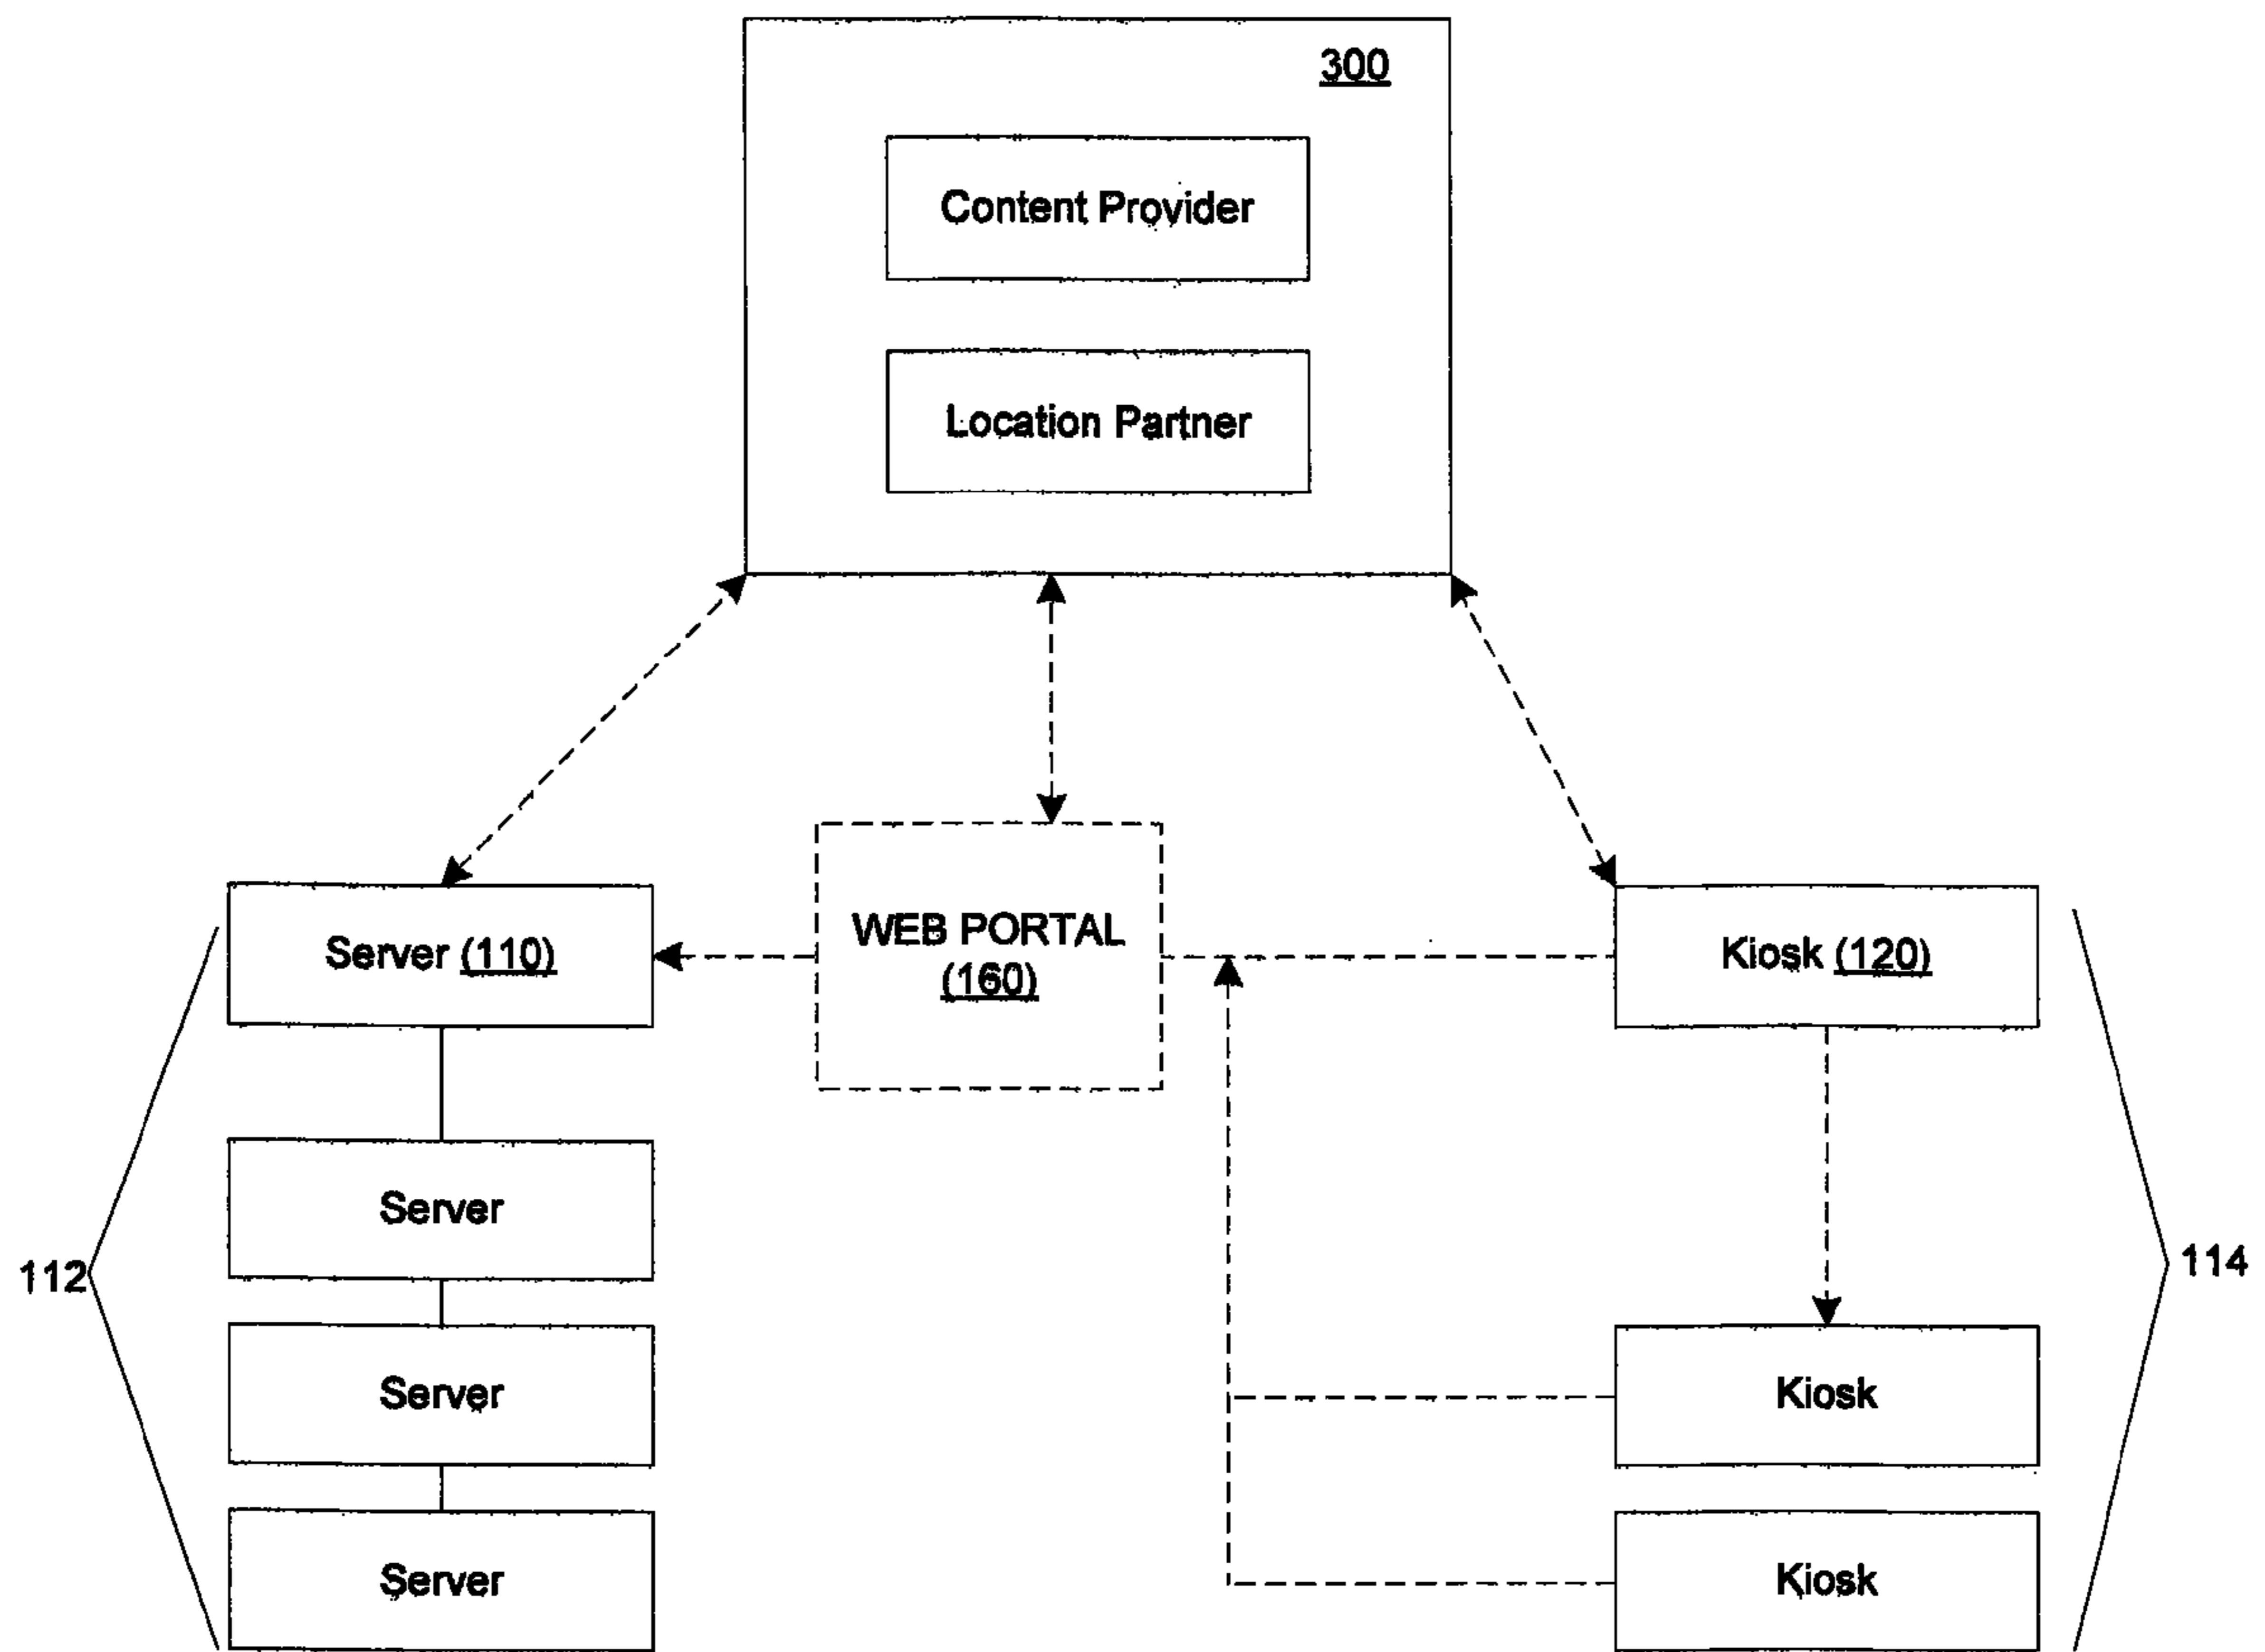 300
Content Provider
Location Partner
Server (110)
WEB PORTAL
(160)
Kiosk (120)
Server
112
114
Server
Kiosk
Server
Kiosk